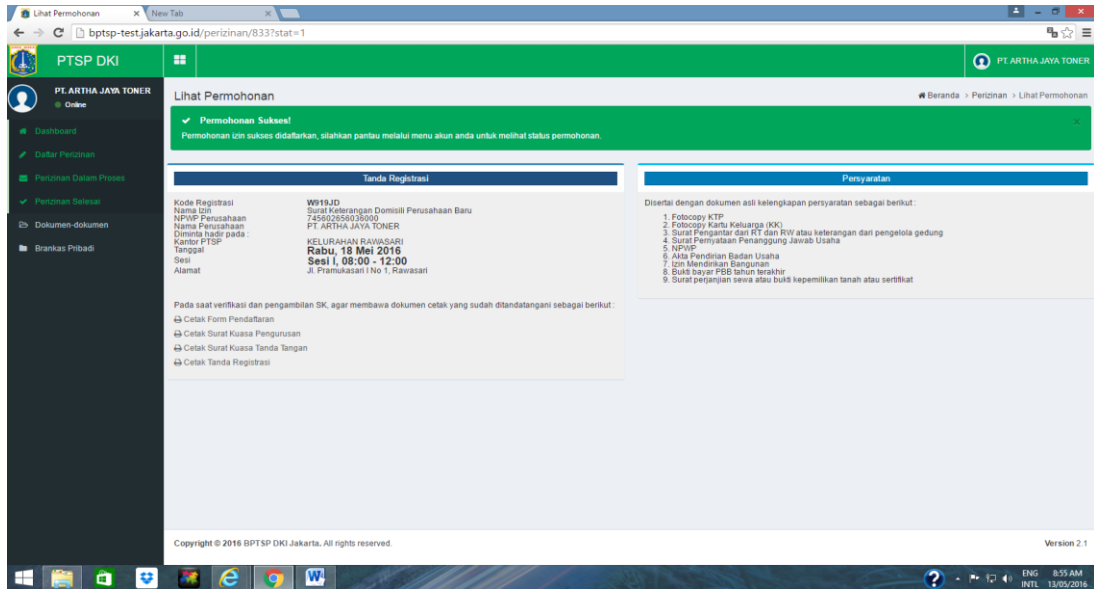 Lihat Permohonan
New Tab
bptsp-test.jakarta.go.id/perizinan/833?stat=1
PTSP DKI
PT. ARTHA JAYA TONER
PT. ARTHA JAYA TONER
Online
Dashboard
Daftar Perizinan
Perizinan Dalam Proses
Perizinan Selesai
Dokumen-dokumen
Brankas Pribadi
Lihat Permohonan
Beranda > Perizinan > Lihat Permohonan
Permohonan Sukses!
Permohonan izin sukses didaftarkan, silahkan pantau melalui menu akun anda untuk melihat status permohonan.
Tanda Registrasi
Kode Registrasi W919JD
Nama Izin Surat Keterangan Domisili Perusahaan Baru
NPWP Perusahaan 745602656036000
Nama Perusahaan PT. ARTHA JAYA TONER
Diminta hadir pada :
Kantor PTSP KELURAHAN RAWASARI
Tanggal Rabu, 18 Mei 2016
Sesi Sesi I, 08:00 - 12:00
Alamat Jl. Pramukasari I No 1, Rawasari
Pada saat verifikasi dan pengambilan SK, agar membawa dokumen cetak yang sudah ditandatangani sebagai berikut :
Cetak Form Pendaftaran
Cetak Surat Kuasa Pengurusan
Cetak Surat Kuasa Tanda Tangan
Cetak Tanda Registrasi
Persyaratan
Disertai dengan dokumen asli kelengkapan persyaratan sebagai berikut :
1. Fotocopy KTP
2. Fotocopy Kartu Keluarga (KK)
3. Surat Pengantar dari RT dan RW atau keterangan dari pengelola gedung
4. Surat Pernyataan Penanggung Jawab Usaha
5. NPWP
6. Akta Pendirian Badan Usaha
7. Izin Mendirikan Bangunan
8. Bukti bayar PBB tahun terakhir
9. Surat perjanjian sewa atau bukti kepemilikan tanah atau sertifikat
Copyright © 2016 BPTSP DKI Jakarta. All rights reserved.
Version 2.1
ENG 8:55 AM
INTL 13/05/2016